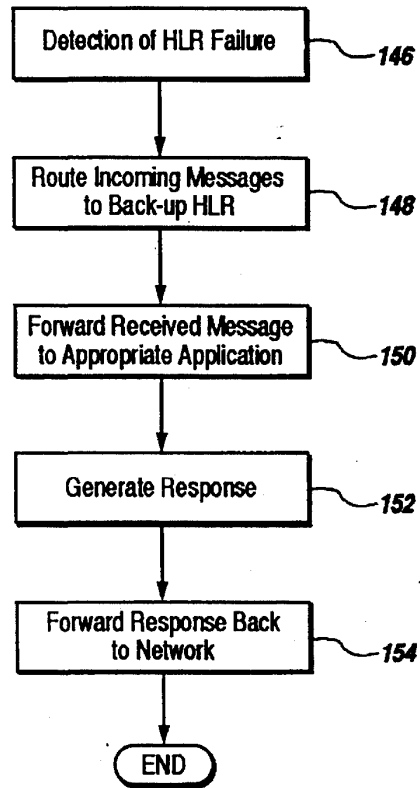 Detection of HLR Failure
146
Route Incoming Messages
to Back-up HLR
148
Forward Received Message
to Appropriate Application
150
Generate Response
152
Forward Response Back
to Network
154
END